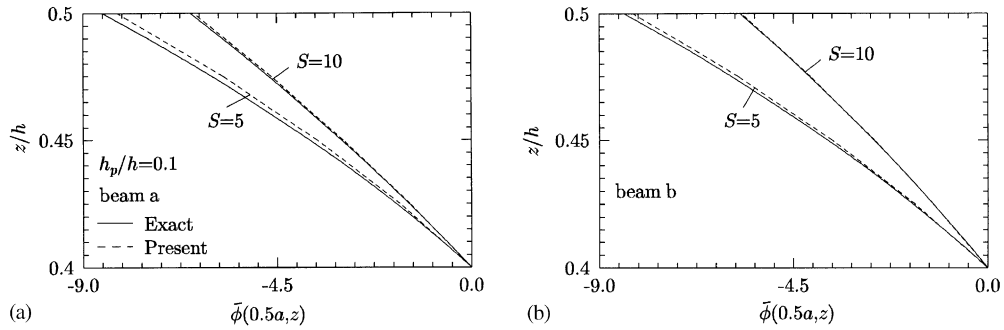 0.5
S=10
S=5
0.45
z/h
h_p/h=0.1
beam a
Exact
Present
0.4
-9.0
-4.5
0.0
(a)
ϕ̄(0.5a,z)
0.5
S=10
S=5
0.45
z/h
beam b
0.4
-9.0
-4.5
0.0
(b)
ϕ̄(0.5a,z)